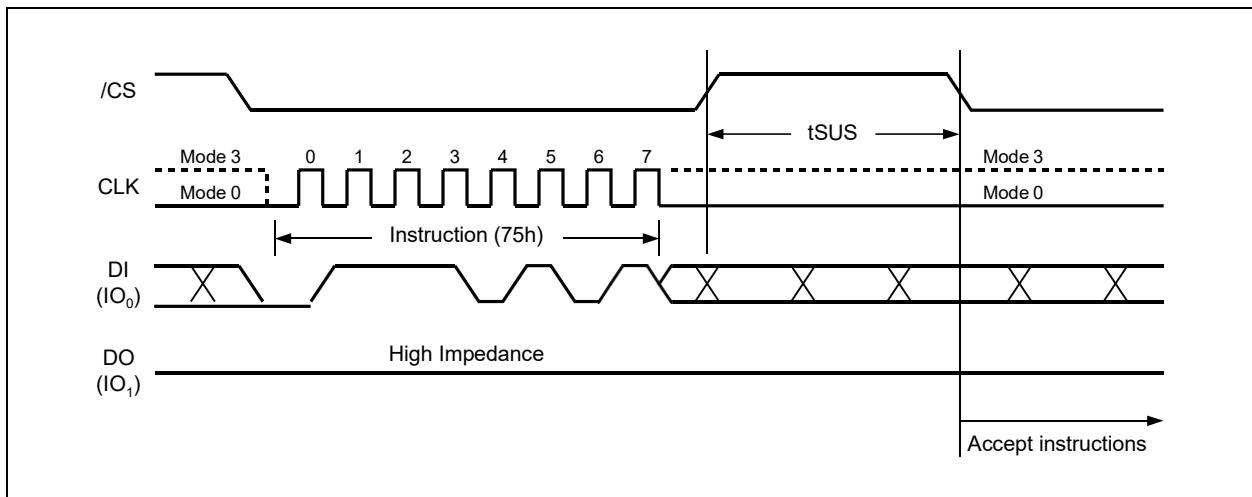 /CS
tSUS
Mode 3 0 1 2 3 4 5 6 7 Mode 3
CLK
Mode 0 Mode 0
Instruction (75h)
DI
(IO₀)
High Impedance
DO
(IO₁)
Accept instructions